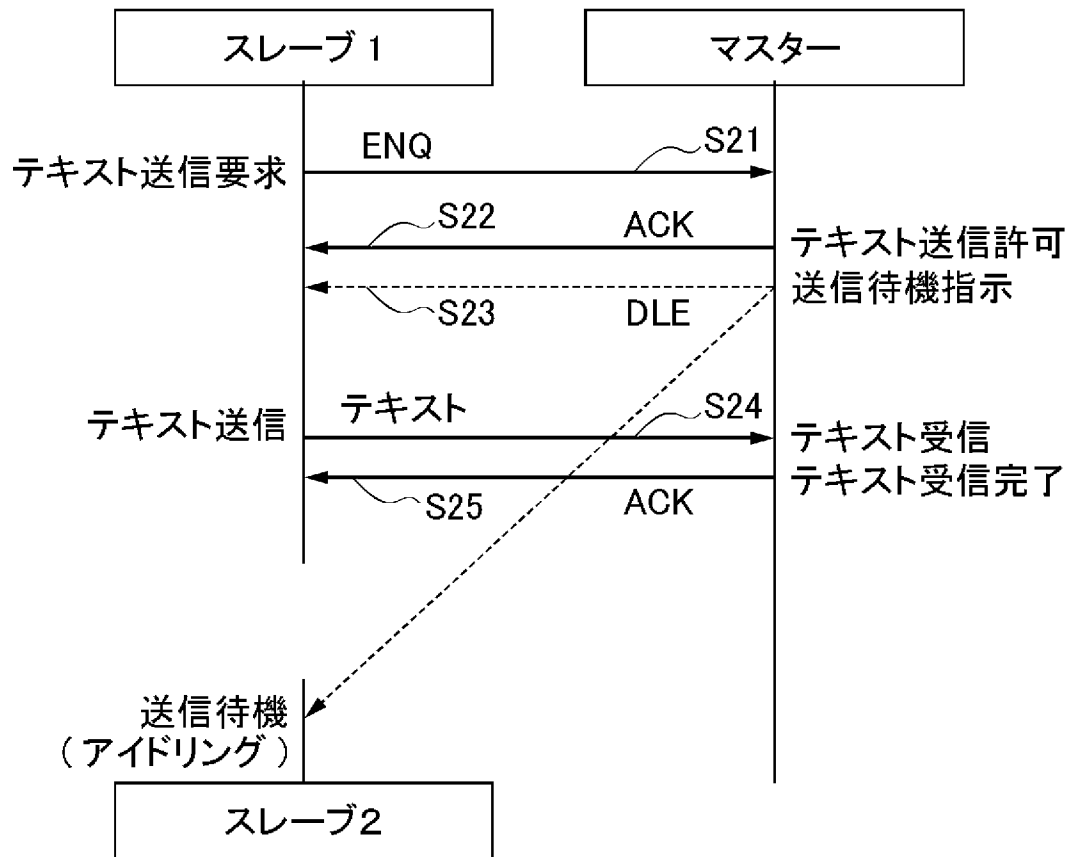 スレーブ1
マスター
ENQ
S21
テキスト送信要求
S22
ACK
テキスト送信許可
送信待機指示
S23
DLE
テキスト
S24
テキスト送信
テキスト受信
テキスト受信完了
S25
ACK
送信待機
(アイドリング)
スレーブ2